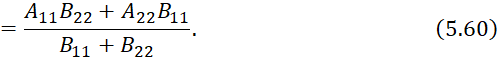 = \frac{A_{11}B_{22} + A_{22}B_{11}}{B_{11} + B_{22}}. (5.60)